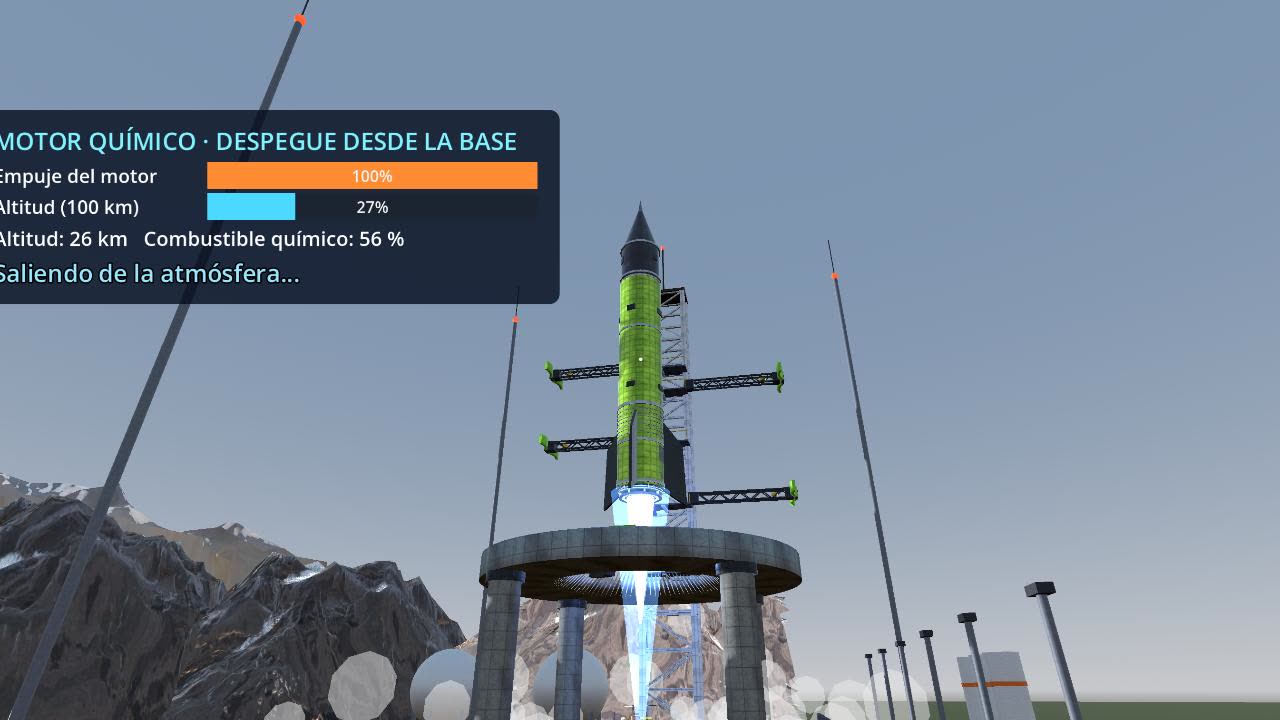 MOTOR QUÍMICO · DESPEGUE DESDE LA BASE
Empuje del motor 100%
Altitud (100 km) 27%
Altitud: 26 km Combustible químico: 56 %
Saliendo de la atmósfera...